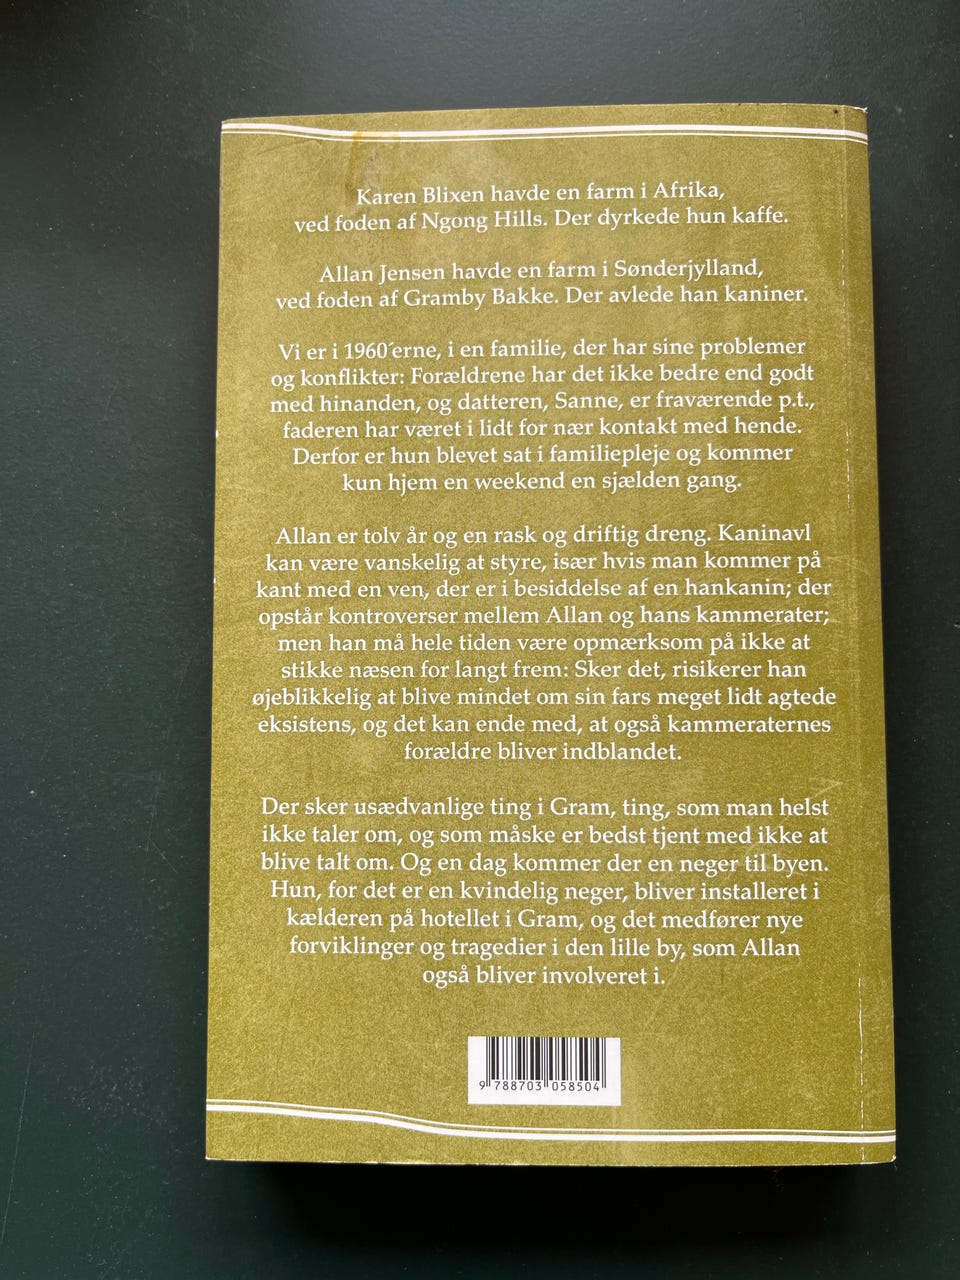 Karen Blixen havde en farm i Afrika,
ved foden af Ngong Hills. Der dyrkede hun kaffe.
Allan Jensen havde en farm i Sønderjylland,
ved foden af Gramby Bakke. Der avlede han kaniner.
Vi er i 1960´erne, i en familie, der har sine problemer
og konflikter: Forældrene har det ikke bedre end godt
med hinanden, og datteren, Sanne, er fraværende p.t.,
faderen har været i lidt for nær kontakt med hende.
Derfor er hun blevet sat i familiepleje og kommer
kun hjem en weekend en sjælden gang.
Allan er tolv år og en rask og driftig dreng. Kaninavl
kan være vanskelig at styre, især hvis man kommer på
kant med en ven, der er i besiddelse af en hankanin; der
opstår kontroverser mellem Allan og hans kammerater;
men han må hele tiden være opmærksom på ikke at
stikke næsen for langt frem: Sker det, risikerer han
øjeblikkelig at blive mindet om sin fars meget lidt agtede
eksistens, og det kan ende med, at også kammeraternes
forældre bliver indblandet.
Der sker usædvanlige ting i Gram, ting, som man helst
ikke taler om, og som måske er bedst tjent med ikke at
blive talt om. Og en dag kommer der en neger til byen.
Hun, for det er en kvindelig neger, bliver installeret i
kælderen på hotellet i Gram, og det medfører nye
forviklinger og tragedier i den lille by, som Allan
også bliver involveret i.
9 788703 058504